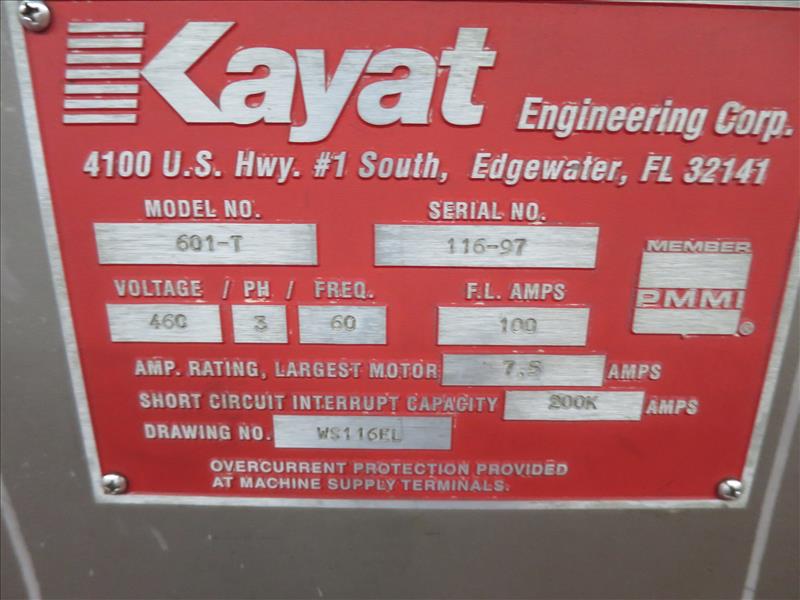 Kayat Engineering Corp.
4100 U.S. Hwy. #1 South, Edgewater, FL 32141
MODEL NO. SERIAL NO.
601-T 116-97
MEMBER
PMMI
®
VOLTAGE / PH / FREQ. F.L. AMPS
460 3 60 100
AMP. RATING, LARGEST MOTOR 7.5 AMPS
SHORT CIRCUIT INTERRUPT CAPACITY 200K AMPS
DRAWING NO. WS116EL
OVERCURRENT PROTECTION PROVIDED
AT MACHINE SUPPLY TERMINALS.